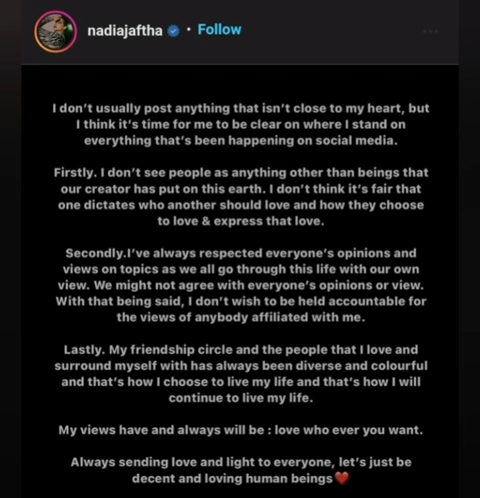 nadiajaftha • Follow
I don't usually post anything that isn't close to my heart, but
I think it's time for me to be clear on where I stand on
everything that's been happening on social media.
Firstly. I don't see people as anything other than beings that
our creator has put on this earth. I don't think it's fair that
one dictates who another should love and how they choose
to love & express that love.
Secondly.I've always respected everyone's opinions and
views on topics as we all go through this life with our own
view. We might not agree with everyone's opinions or view.
With that being said, I don't wish to be held accountable for
the views of anybody affiliated with me.
Lastly. My friendship circle and the people that I love and
surround myself with has always been diverse and colourful
and that's how I choose to live my life and that's how I will
continue to live my life.
My views have and always will be : love who ever you want.
Always sending love and light to everyone, let's just be
decent and loving human beings❤️